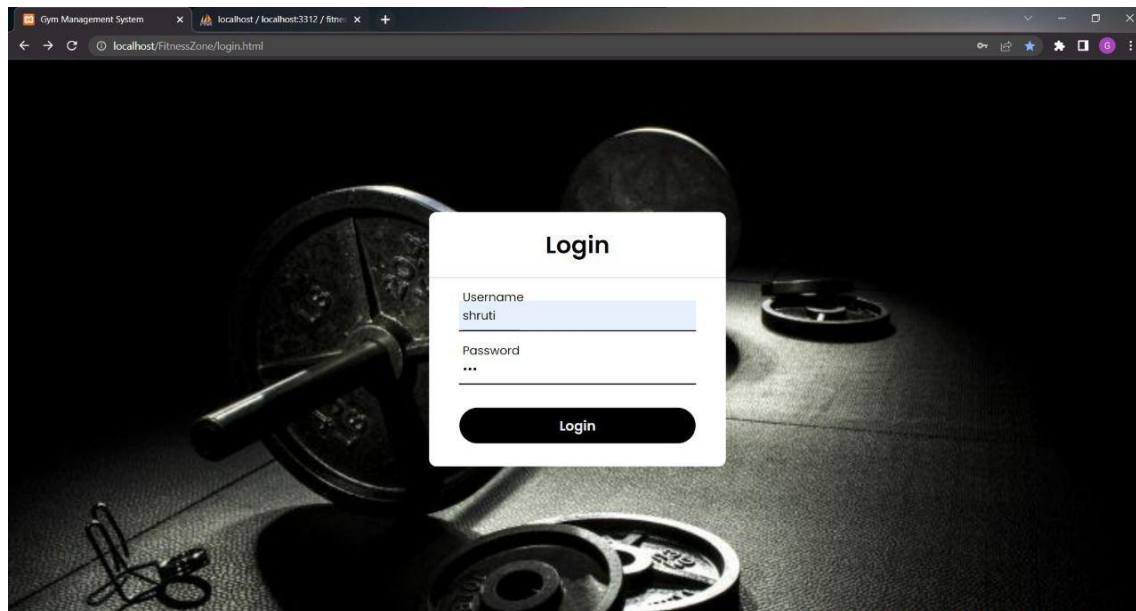 Gym Management System
localhost / localhost:3312 / fitnes
localhost/FitnessZone/login.html
G
Login
Username
shruti
Password
•••
Login